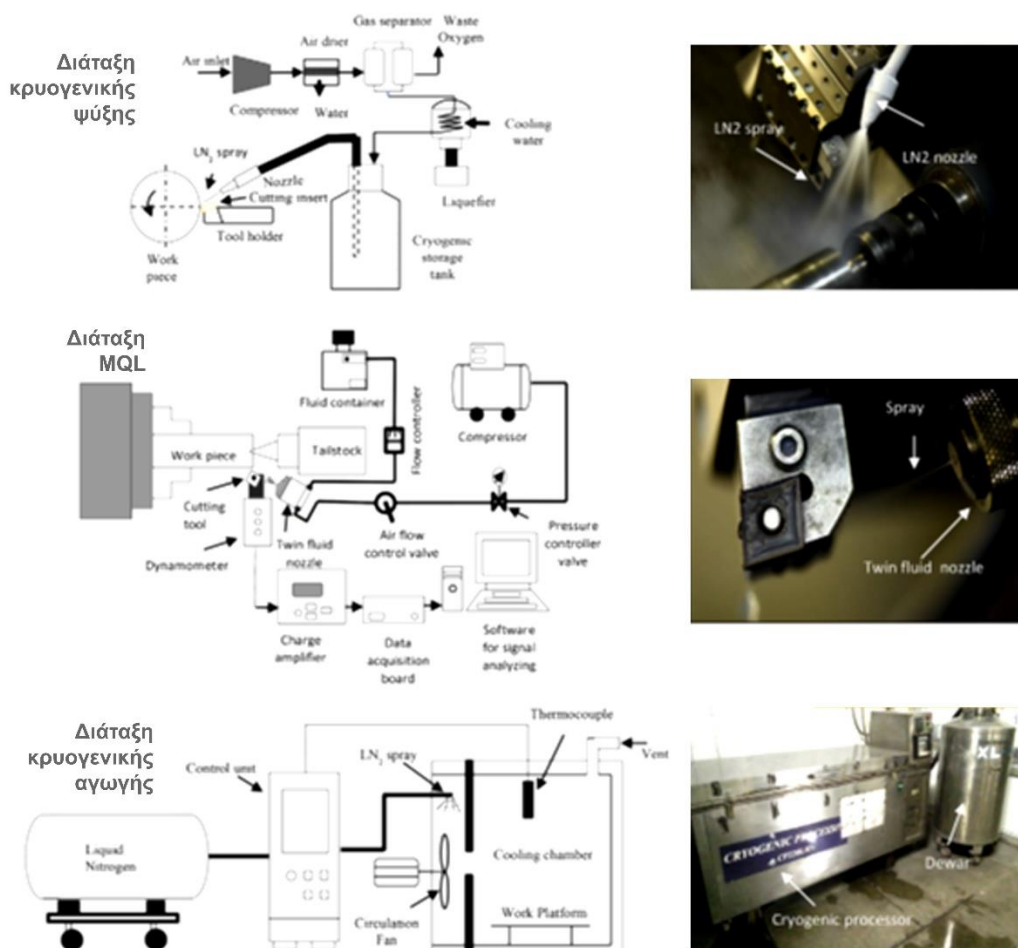 Διάταξη
κρυογενικής
ψύξης
Air inlet
Compressor
Air drier
Water
Gas separator
Waste
Oxygen
Cooling
water
Liquefier
LN2 spray
Nozzle
Cutting insert
Tool holder
Work
piece
Cryogenic
storage
tank
LN2 spray
LN2 nozzle
Διάταξη
MQL
Fluid container
Flow controller
Compressor
Work piece
Tailstock
Cutting
tool
Dynamometer
Twin fluid
nozzle
Air flow
control valve
Pressure
controller
valve
Charge
amplifier
Data
acquisition
board
Software
for signal
analyzing
Spray
Twin fluid nozzle
Διάταξη
κρυογενικής
αγωγής
Control unit
LN2 spray
Thermocouple
Vent
Liquid
Nitrogen
Cooling chamber
Circulation
Fan
Work Platform
XL
CRYOGENIC PROCESSOR
Dewar
Cryogenic processor